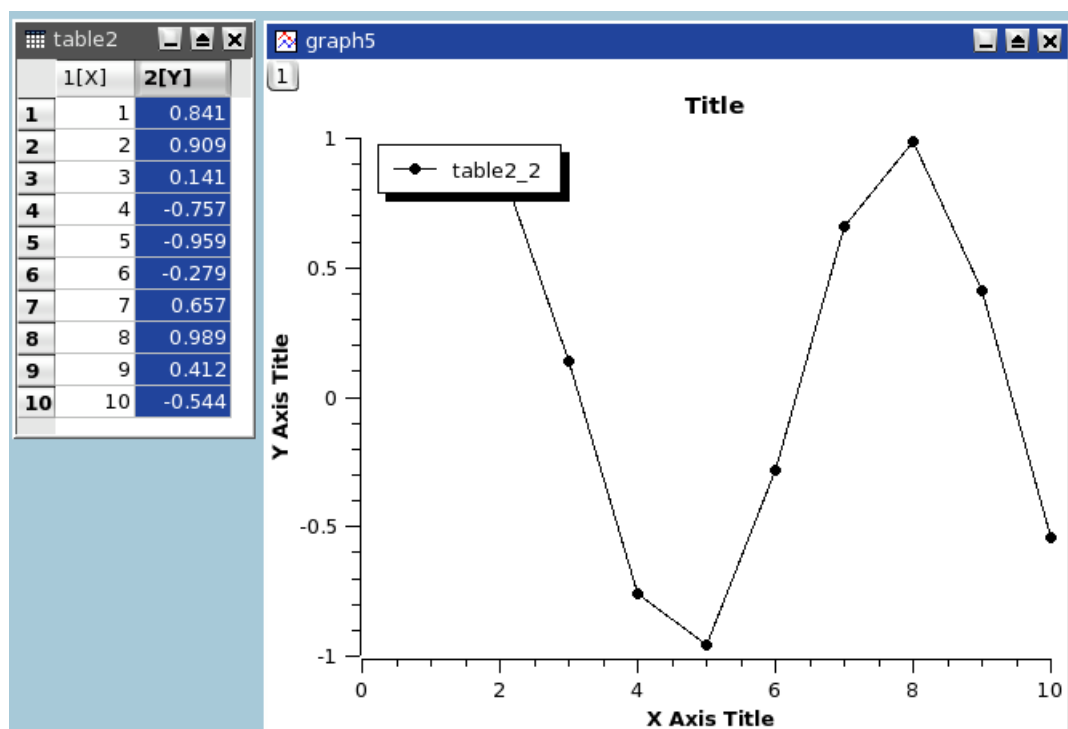 table2
1[X] 2[Y]
1 1 0.841
2 2 0.909
3 3 0.141
4 4 -0.757
5 5 -0.959
6 6 -0.279
7 7 0.657
8 8 0.989
9 9 0.412
10 10 -0.544
graph5
1
Title
table2_2
1
0.5
0
-0.5
-1
Y Axis Title
0 2 4 6 8 10
X Axis Title